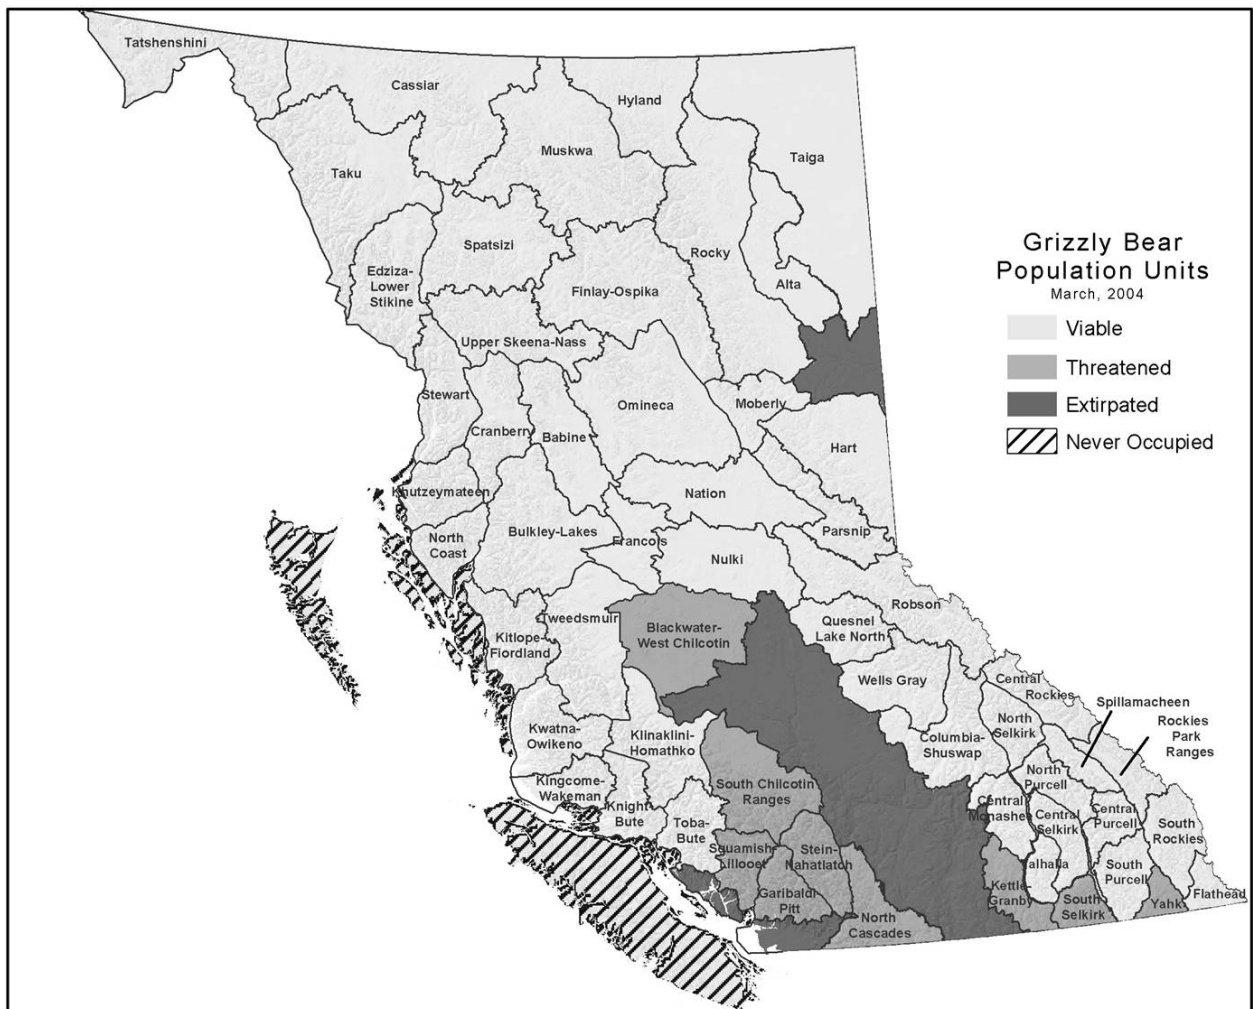 Tatshenshini
Cassiar
Hyland
Muskwa
Taiga
Taku
Grizzly Bear
Population Units
March, 2004
Viable
Threatened
Extirpated
Never Occupied
Spatsizi
Rocky
Edziza-
Lower
Stikine
Finlay-Ospika
Alta
Upper Skeena-Nass
Stewart
Omineca
Moberly
Cranberry
Babine
Hart
Khutzeymateen
Nation
North
Coast
Bulkley-Lakes
Francois
Parsnip
Nulki
Robson
Tweedsmuir
Blackwater-
West Chilcotin
Quesnel
Lake North
Kitlope-
Fiordland
Wells Gray
Central
Rockies
Spillamacheen
Rockies
Park
Ranges
North
Selkirk
Kwatna-
Owikeno
Klinaklini-
Homathko
Columbia-
Shuswap
North
Purcell
Kingcome-
Wakeman
South Chilcotin
Ranges
Knight-
Bute
Toba-
Bute
Central
Monashee
Central
Selkirk
Central
Purcell
South
Rockies
Squamish-
Lillooet
Stein-
Nahatlatch
alhalla
South
Purcell
Garibaldi
Pitt
Kettle-
Granby
South
Selkirk
Yahk
Flathead
North
Cascades